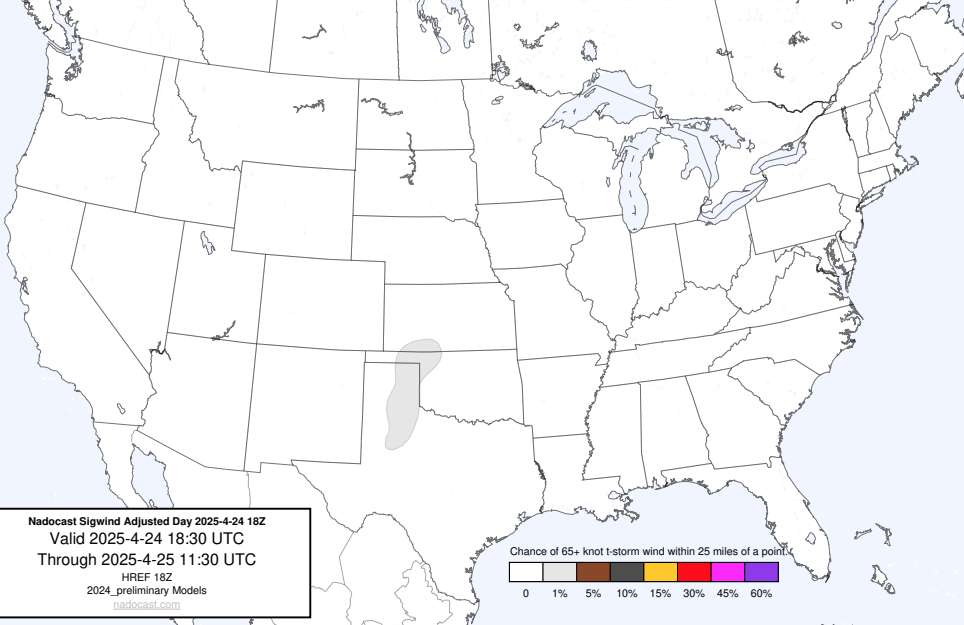 Nadocast Sigwind Adjusted Day 2025-4-24 18Z
Valid 2025-4-24 18:30 UTC
Through 2025-4-25 11:30 UTC
HREF 18Z
2024_preliminary Models
nadocast.com
Chance of 65+ knot t-storm wind within 25 miles of a point.
0 1% 5% 10% 15% 30% 45% 60%